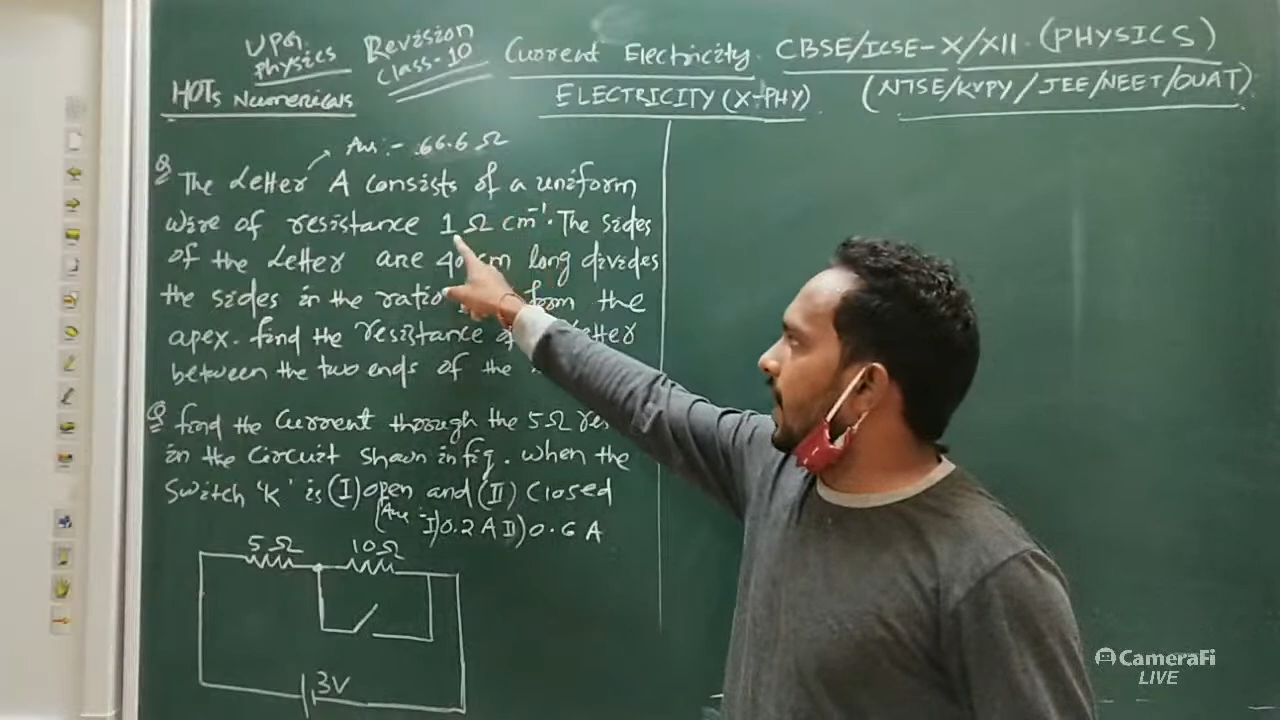 UPG Physics
Revision Class-10
Current Electricity
CBSE/ICSE-X/XII. (PHYSICS)
HOTs Numericals
ELECTRICITY (X-PHY)
(NTSE/KVPY/JEE/NEET/OUAT)
Ans:- 66.6 Ω
Q The Letter A consists of a uniform
wire of resistance 1 Ω cm⁻¹. The sides
of the Letter are 40 cm long divides
the sides in the ratio form the
apex. find the resistance
between the two ends of the
Q find the Current through the 5Ω
in the Circuit Shown in fig. when the
Switch 'K' is (I) open and (II) Closed
(Ans:- I) 0.2 A II) 0.6 A
5Ω 10Ω
3V
CameraFi
LIVE